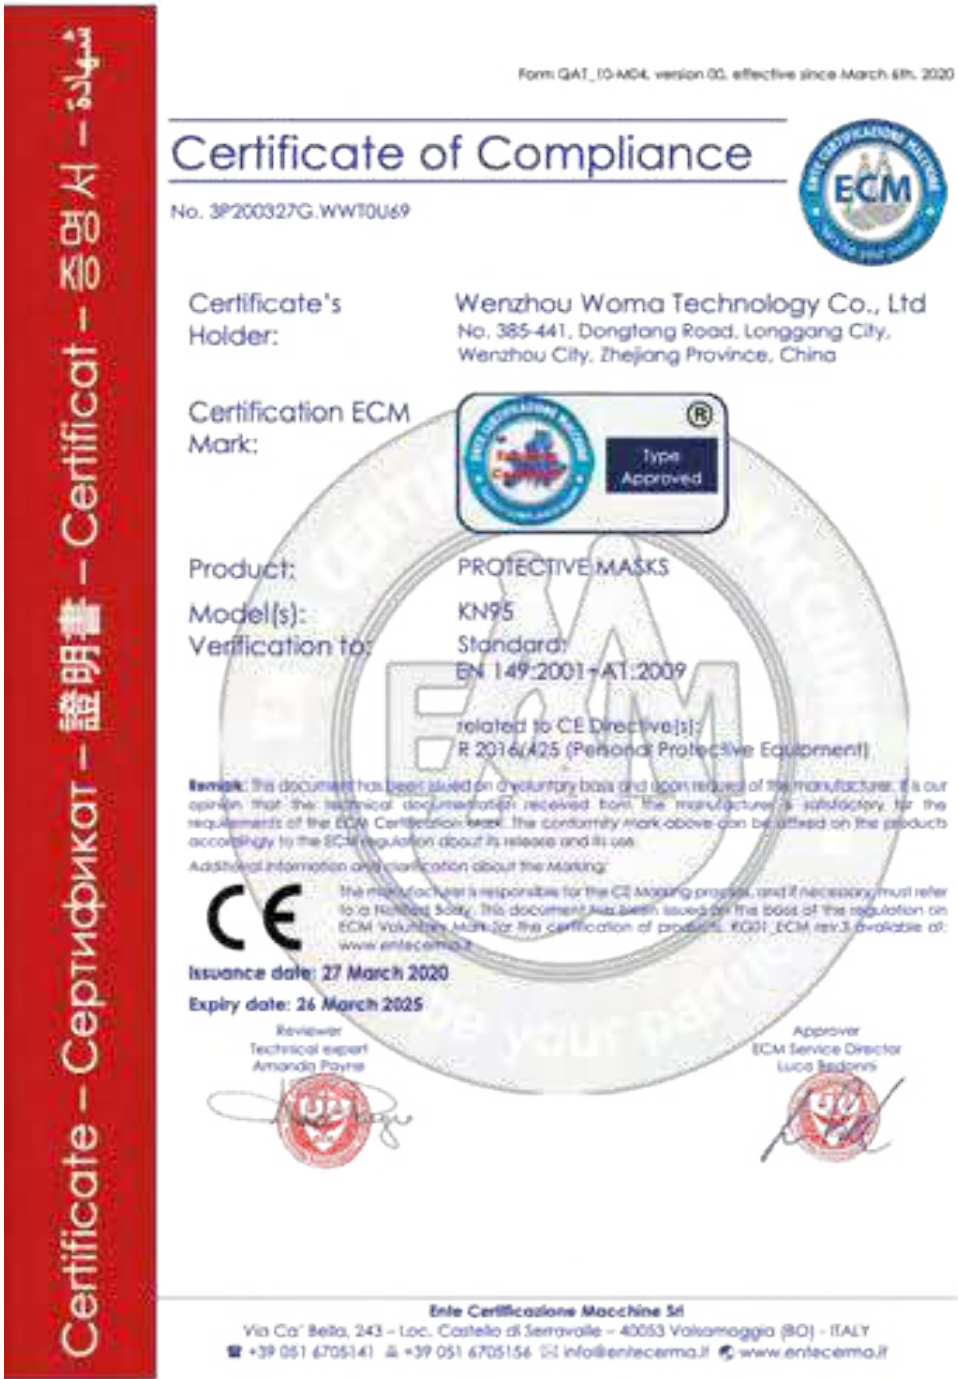 Form QAT_10-M04, version 00, effective since March 6th, 2020
Certificate of Compliance
No. 3P200327G.WWT0U69
ENTE CERTIFICAZIONE MACCHINE
ECM
Certificate's
Holder:
Wenzhou Woma Technology Co., Ltd
No. 385-441, Dongtang Road, Longgang City,
Wenzhou City, Zhejiang Province, China
Certification ECM
Mark:
®
Type
Approved
Product:
PROTECTIVE MASKS
Model(s):
KN95
Verification to:
Standard:
EN 149:2001+A1:2009
related to CE Directive(s):
R 2016/425 (Personal Protective Equipment)
Remark: This document has been issued on a voluntary basis and upon request of the manufacturer. It is our
opinion that the technical documentation received from the manufacturer is satisfactory for the
requirements of the ECM Certification Mark. The conformity mark above can be affixed on the products
accordingly to the ECM regulation about its release and its use.
Additional information and clarification about the Marking:
CE
The manufacturer is responsible for the CE Marking process, and if necessary, must refer
to a Notified Body. This document has been issued on the basis of the regulation on
ECM Voluntary Mark for the certification of products. RG01_ECM rev.3 available at:
www.entecerma.it
Issuance date: 27 March 2020
Expiry date: 26 March 2025
Reviewer
Technical expert
Amanda Payne
Approver
ECM Service Director
Luca Bedonni
Ente Certificazione Macchine Srl
Via Ca' Bella, 243 – Loc. Castello di Serravalle – 40053 Valsamoggia (BO) - ITALY
+39 051 6705141 +39 051 6705156 info@entecerma.it www.entecerma.it
Certificate – Сертификат – 證明書 – Certificat – 증명서 – شهادة
ECM
be your partner